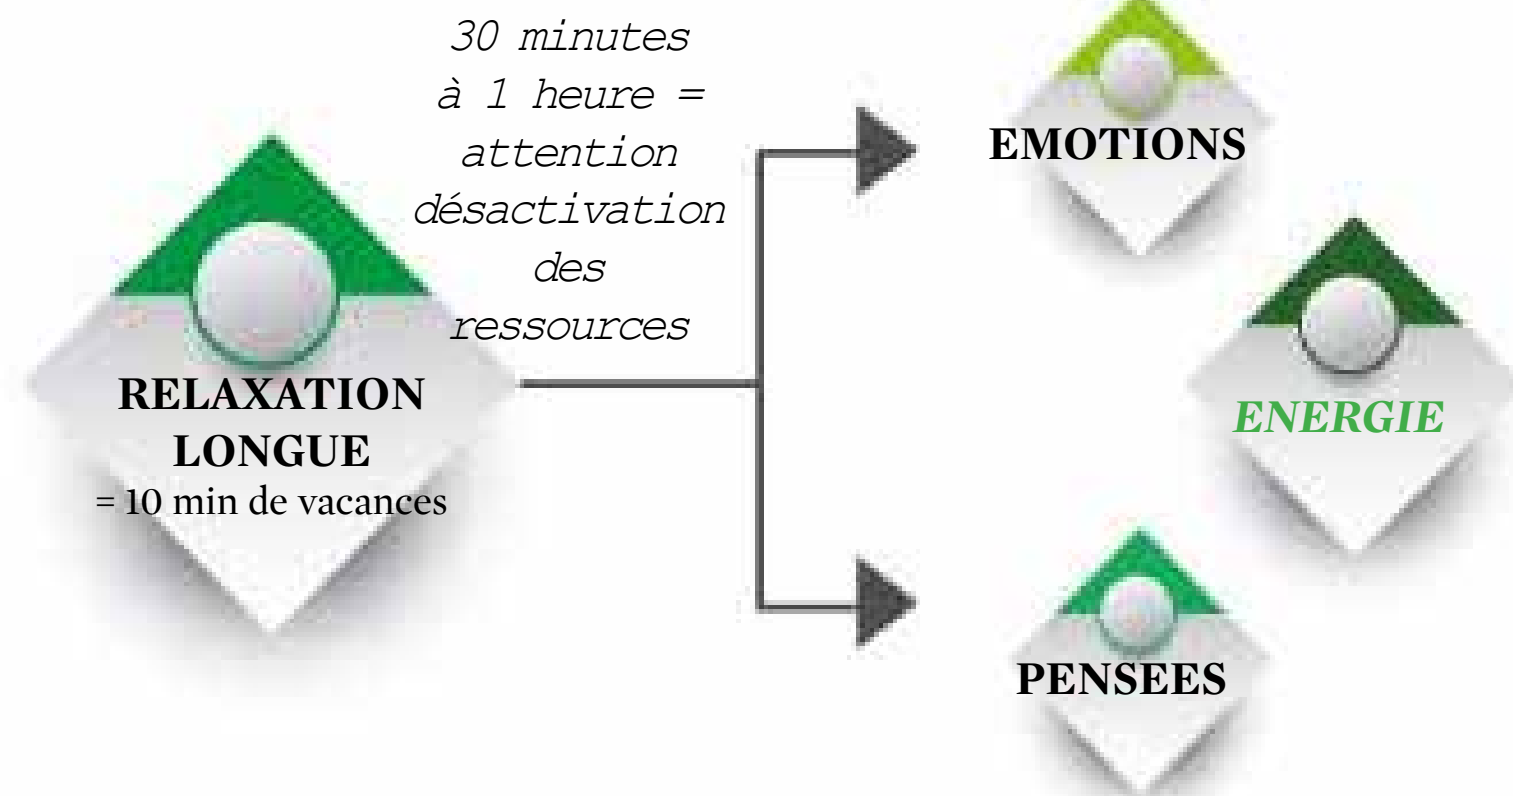 30 minutes
à 1 heure =
attention
désactivation
des
ressources
RELAXATION
LONGUE
= 10 min de vacances
EMOTIONS
ENERGIE
PENSEES